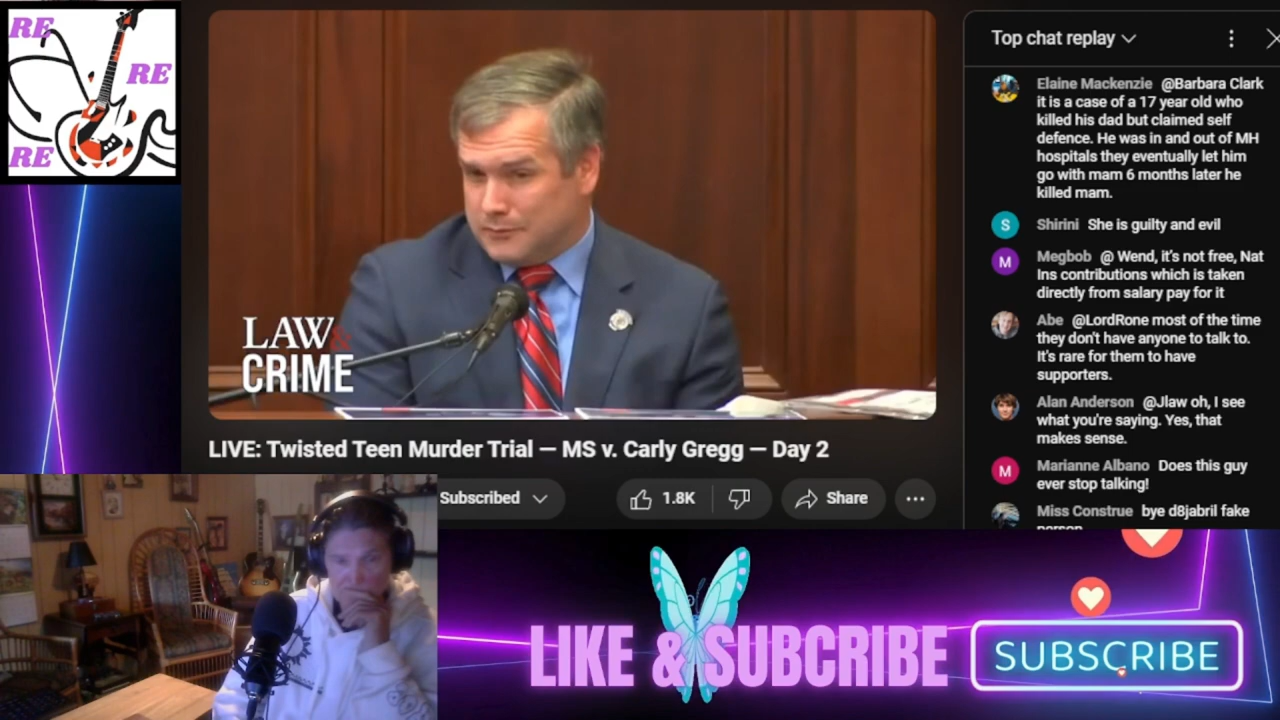 RE
RE
RE
LAW &
CRIME
LIVE: Twisted Teen Murder Trial — MS v. Carly Gregg — Day 2
Subscribed
1.8K
Share
Top chat replay
Elaine Mackenzie @Barbara Clark
it is a case of a 17 year old who
killed his dad but claimed self
defence. He was in and out of MH
hospitals they eventually let him
go with mam 6 months later he
killed mam.
S
Shirini She is guilty and evil
M
Megbob @ Wend, it's not free, Nat
Ins contributions which is taken
directly from salary pay for it
Abe @LordRone most of the time
they don't have anyone to talk to.
It's rare for them to have
supporters.
Alan Anderson @Jlaw oh, I see
what you're saying. Yes, that
makes sense.
M
Marianne Albano Does this guy
ever stop talking!
Miss Construe bye d8jabril fake
person
LIKE & SUBCRIBE
SUBSCRIBE